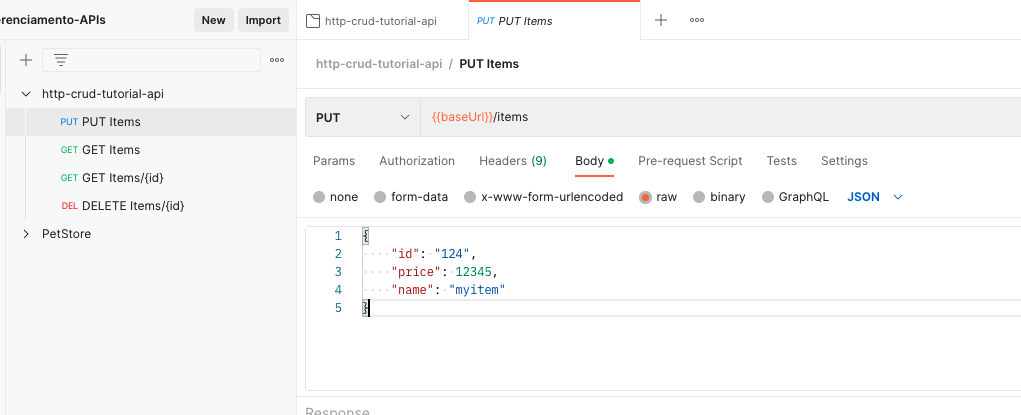 erenciamento-APIs
New
Import
http-crud-tutorial-api
PUT PUT Items
GET GET Items
GET GET Items/{id}
DEL DELETE Items/{id}
PetStore
http-crud-tutorial-api
PUT PUT Items
http-crud-tutorial-api / PUT Items
PUT
{{baseUrl}}/items
Params
Authorization
Headers (9)
Body
Pre-request Script
Tests
Settings
none
form-data
x-www-form-urlencoded
raw
binary
GraphQL
JSON
1 {
2 "id": "124",
3 "price": 12345,
4 "name": "myitem"
5 }
Response